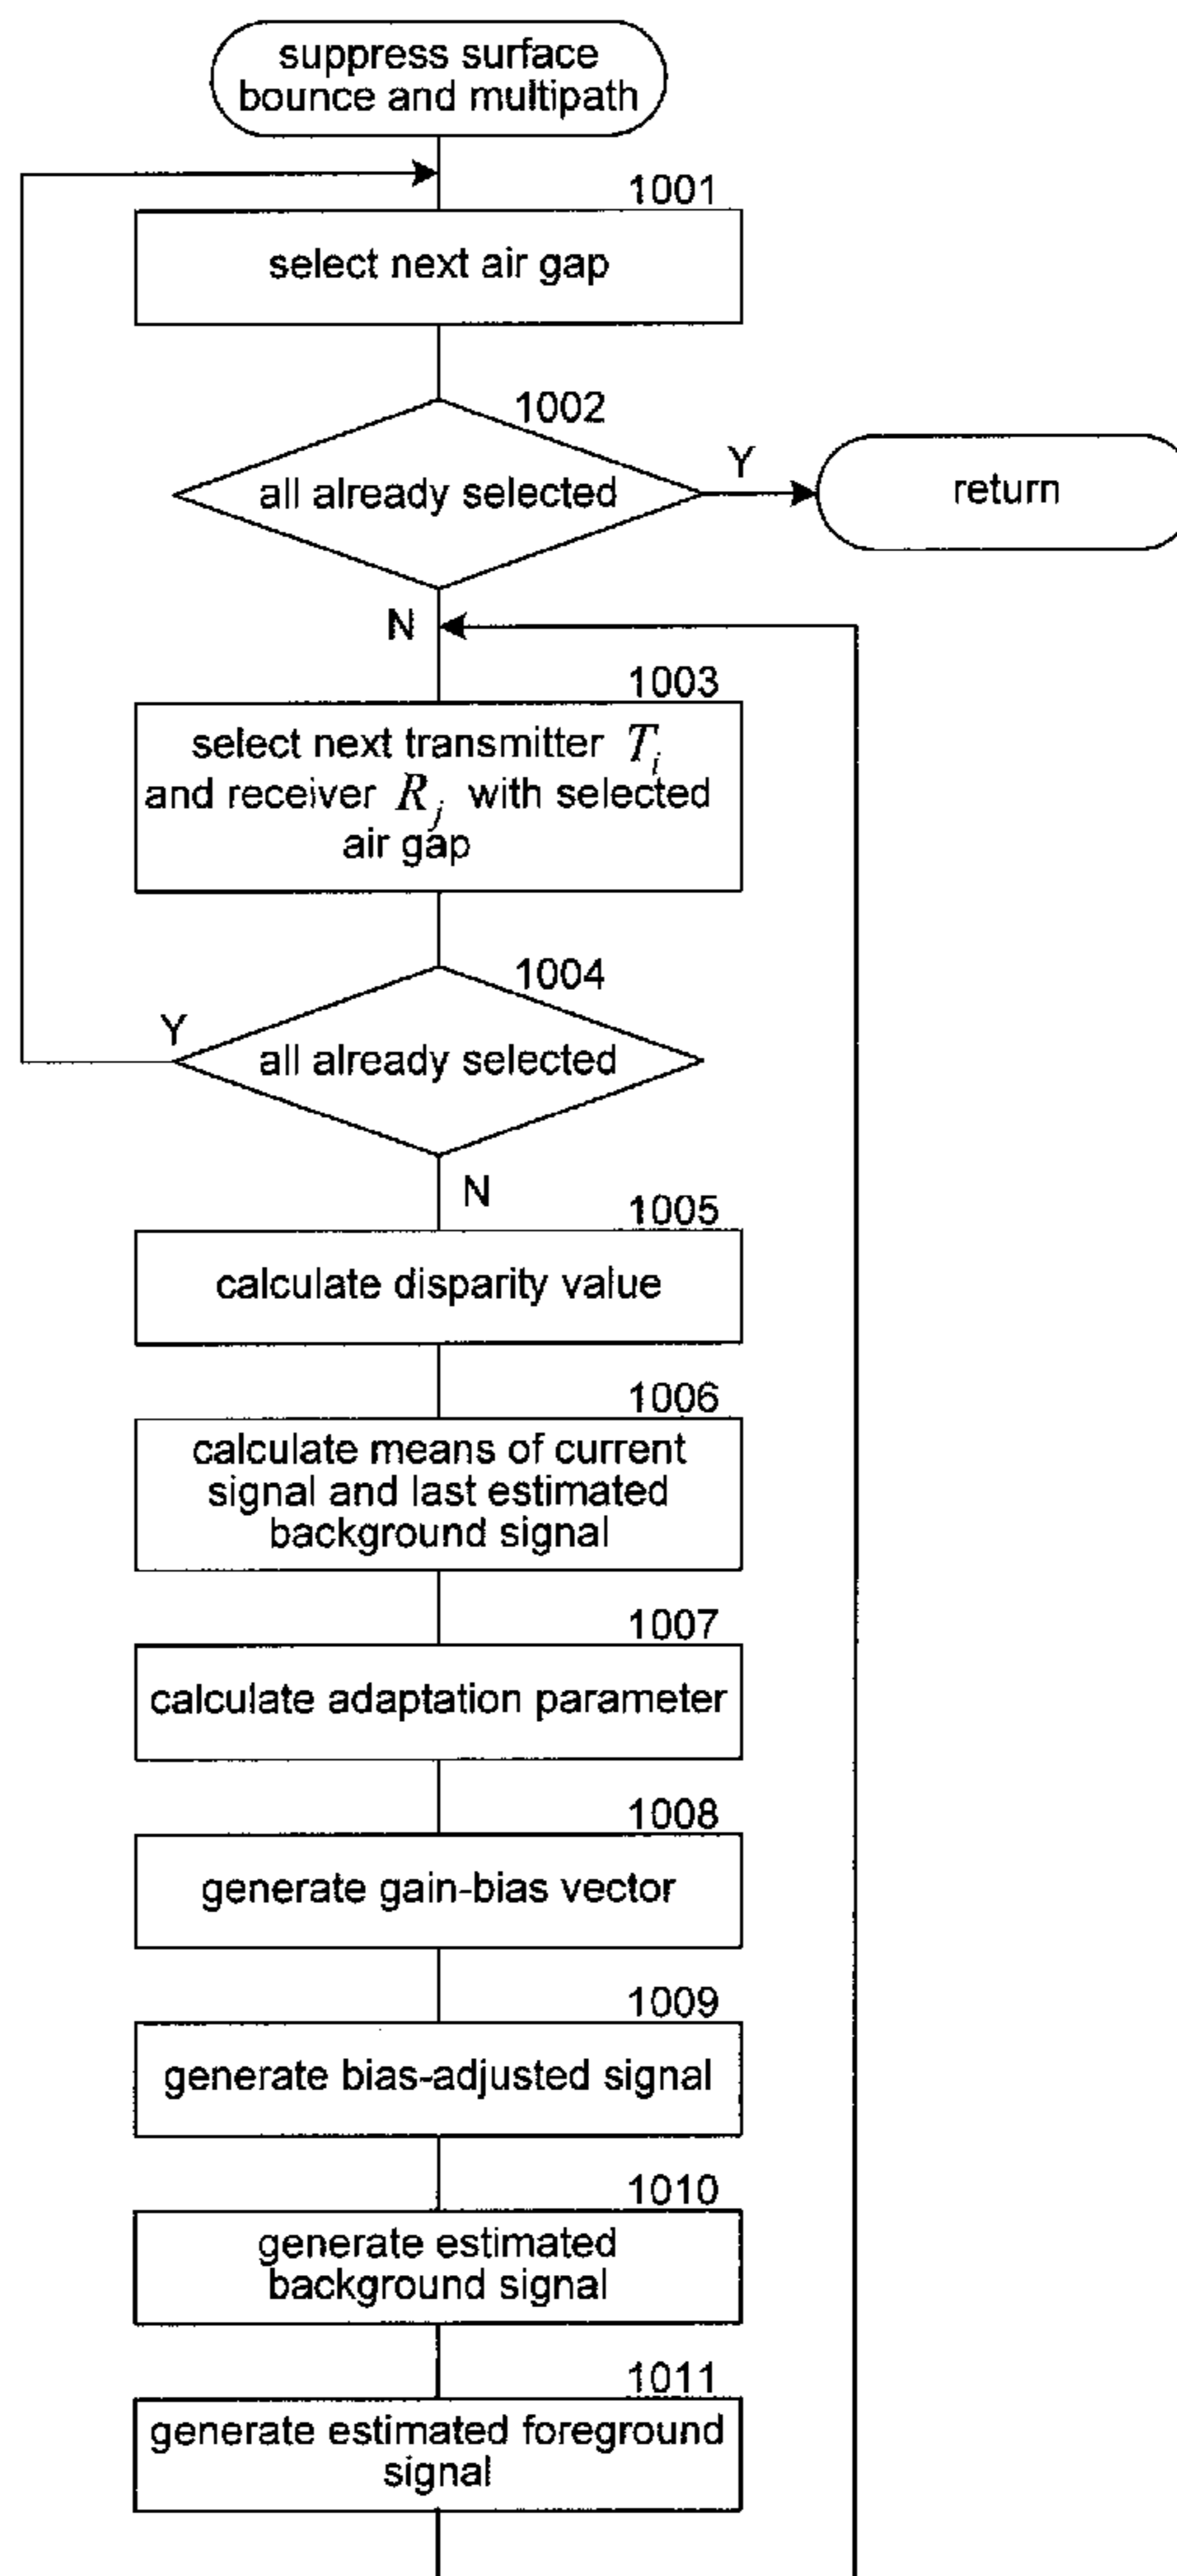 suppress surface
bounce and multipath
1001
select next air gap
1002
all already selected
Y
return
N
1003
select next transmitter T_i
and receiver R_j with selected
air gap
1004
Y
all already selected
N
1005
calculate disparity value
1006
calculate means of current
signal and last estimated
background signal
1007
calculate adaptation parameter
1008
generate gain-bias vector
1009
generate bias-adjusted signal
1010
generate estimated
background signal
1011
generate estimated foreground
signal